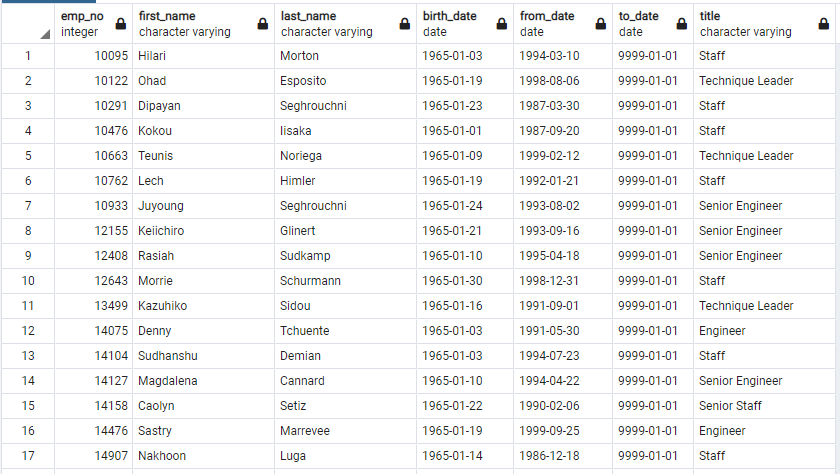 emp_no first_name last_name birth_date from_date to_date title
integer character varying character varying date date date character varying
1 10095 Hilari Morton 1965-01-03 1994-03-10 9999-01-01 Staff
2 10122 Ohad Esposito 1965-01-19 1998-08-06 9999-01-01 Technique Leader
3 10291 Dipayan Seghrouchni 1965-01-23 1987-03-30 9999-01-01 Staff
4 10476 Kokou Iisaka 1965-01-01 1987-09-20 9999-01-01 Staff
5 10663 Teunis Noriega 1965-01-09 1999-02-12 9999-01-01 Technique Leader
6 10762 Lech Himler 1965-01-19 1992-01-21 9999-01-01 Staff
7 10933 Juyoung Seghrouchni 1965-01-24 1993-08-02 9999-01-01 Senior Engineer
8 12155 Keiichiro Glinert 1965-01-21 1993-09-16 9999-01-01 Senior Engineer
9 12408 Rasiah Sudkamp 1965-01-10 1995-04-18 9999-01-01 Senior Engineer
10 12643 Morrie Schurmann 1965-01-30 1998-12-31 9999-01-01 Staff
11 13499 Kazuhiko Sidou 1965-01-16 1991-09-01 9999-01-01 Technique Leader
12 14075 Denny Tchuente 1965-01-03 1991-05-30 9999-01-01 Engineer
13 14104 Sudhanshu Demian 1965-01-03 1994-07-23 9999-01-01 Staff
14 14127 Magdalena Cannard 1965-01-10 1994-04-22 9999-01-01 Senior Engineer
15 14158 Caolyn Setiz 1965-01-22 1990-02-06 9999-01-01 Senior Staff
16 14476 Sastry Marrevee 1965-01-19 1999-09-25 9999-01-01 Engineer
17 14907 Nakhoon Luga 1965-01-14 1986-12-18 9999-01-01 Staff